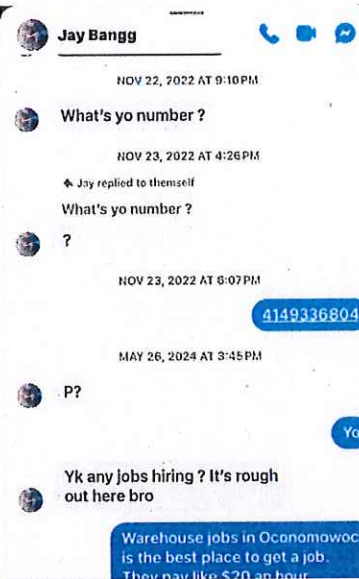 Jay Bangg
NOV 22, 2022 AT 9:10 PM
What's yo number ?
NOV 23, 2022 AT 4:26 PM
Jay replied to themself
What's yo number ?
?
NOV 23, 2022 AT 6:07 PM
4149336804
MAY 26, 2024 AT 3:45 PM
P?
Yo
Yk any jobs hiring ? It's rough
out here bro
Warehouse jobs in Oconomowoc
is the best place to get a job.
They pay like $20 an hour